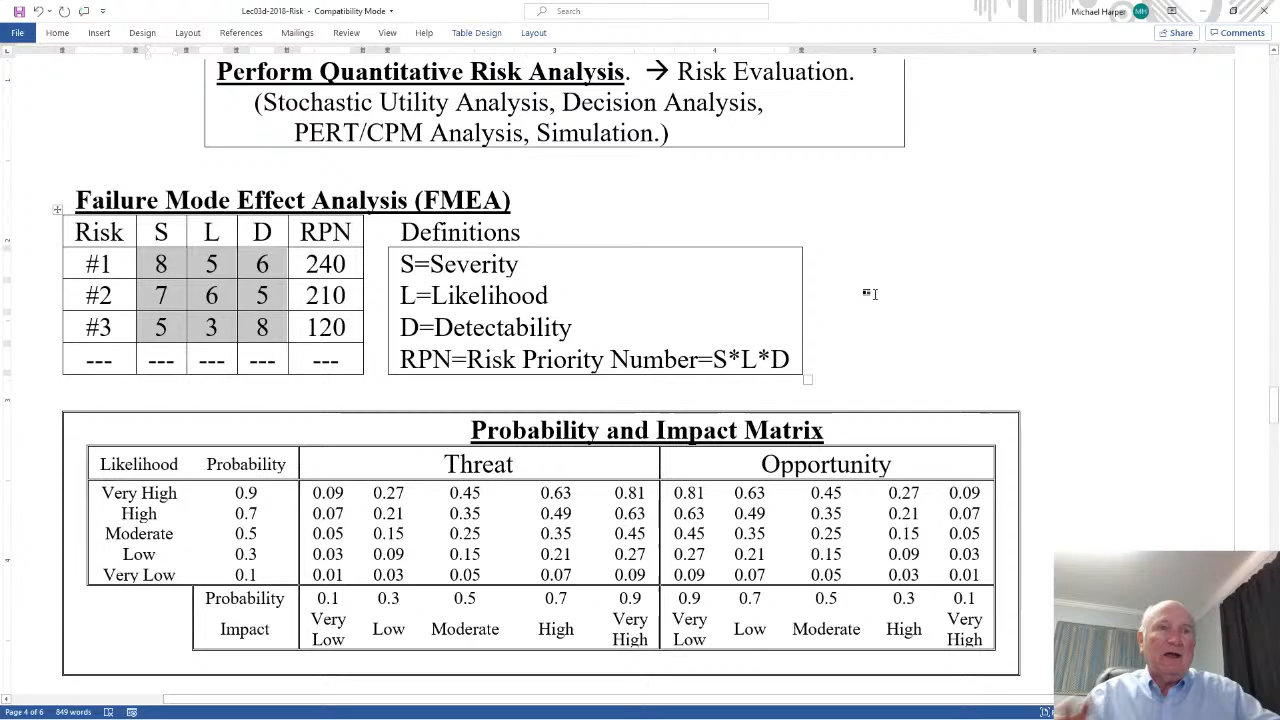 Lec03d-2018-Risk - Compatibility Mode
Search
Michael Harper MH
File Home Insert Design Layout References Mailings Review View Help Table Design Layout Share Comments
3 4 5 6 7
Perform Quantitative Risk Analysis. → Risk Evaluation.
(Stochastic Utility Analysis, Decision Analysis,
PERT/CPM Analysis, Simulation.)
Failure Mode Effect Analysis (FMEA)
Risk S L D RPN
#1 8 5 6 240
#2 7 6 5 210
#3 5 3 8 120
--- --- --- --- ---
Definitions
S=Severity
L=Likelihood
D=Detectability
RPN=Risk Priority Number=S*L*D
Probability and Impact Matrix
Likelihood Probability Threat Opportunity
Very High 0.9 0.09 0.27 0.45 0.63 0.81 0.81 0.63 0.45 0.27 0.09
High 0.7 0.07 0.21 0.35 0.49 0.63 0.63 0.49 0.35 0.21 0.07
Moderate 0.5 0.05 0.15 0.25 0.35 0.45 0.45 0.35 0.25 0.15 0.05
Low 0.3 0.03 0.09 0.15 0.21 0.27 0.27 0.21 0.15 0.09 0.03
Very Low 0.1 0.01 0.03 0.05 0.07 0.09 0.09 0.07 0.05 0.03 0.01
Probability 0.1 0.3 0.5 0.7 0.9 0.9 0.7 0.5 0.3 0.1
Impact Very Low Low Moderate High Very High Very Low Low Moderate High Very High
Page 4 of 6 849 words